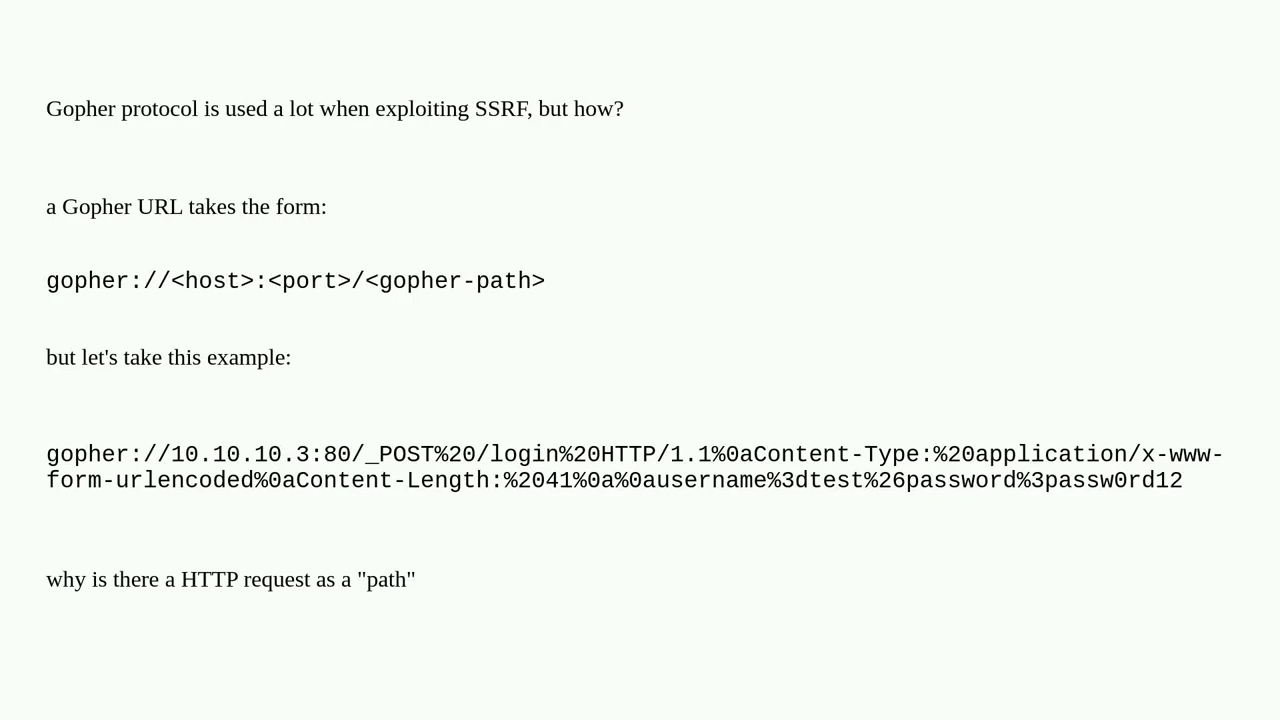 Gopher protocol is used a lot when exploiting SSRF, but how?
a Gopher URL takes the form:
gopher://<host>:<port>/<gopher-path>
but let's take this example:
gopher://10.10.10.3:80/_POST%20/login%20HTTP/1.1%0aContent-Type:%20application/x-www-
form-urlencoded%0aContent-Length:%2041%0a%0ausername%3dtest%26password%3passw0rd12
why is there a HTTP request as a "path"